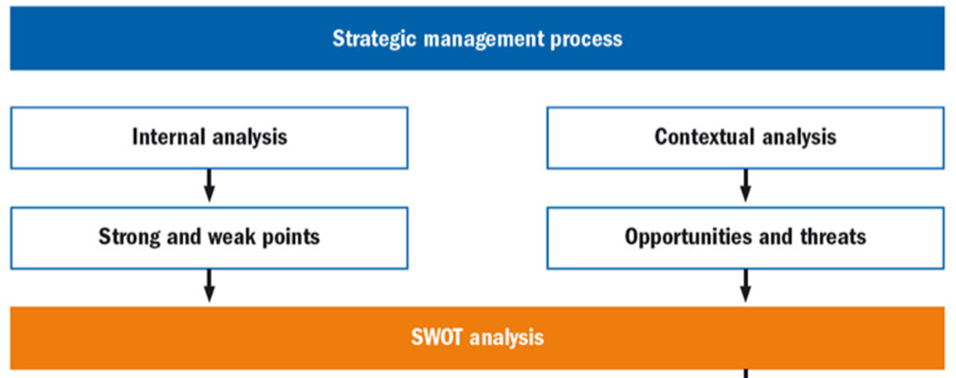 Strategic management process
Internal analysis
Contextual analysis
Strong and weak points
Opportunities and threats
SWOT analysis